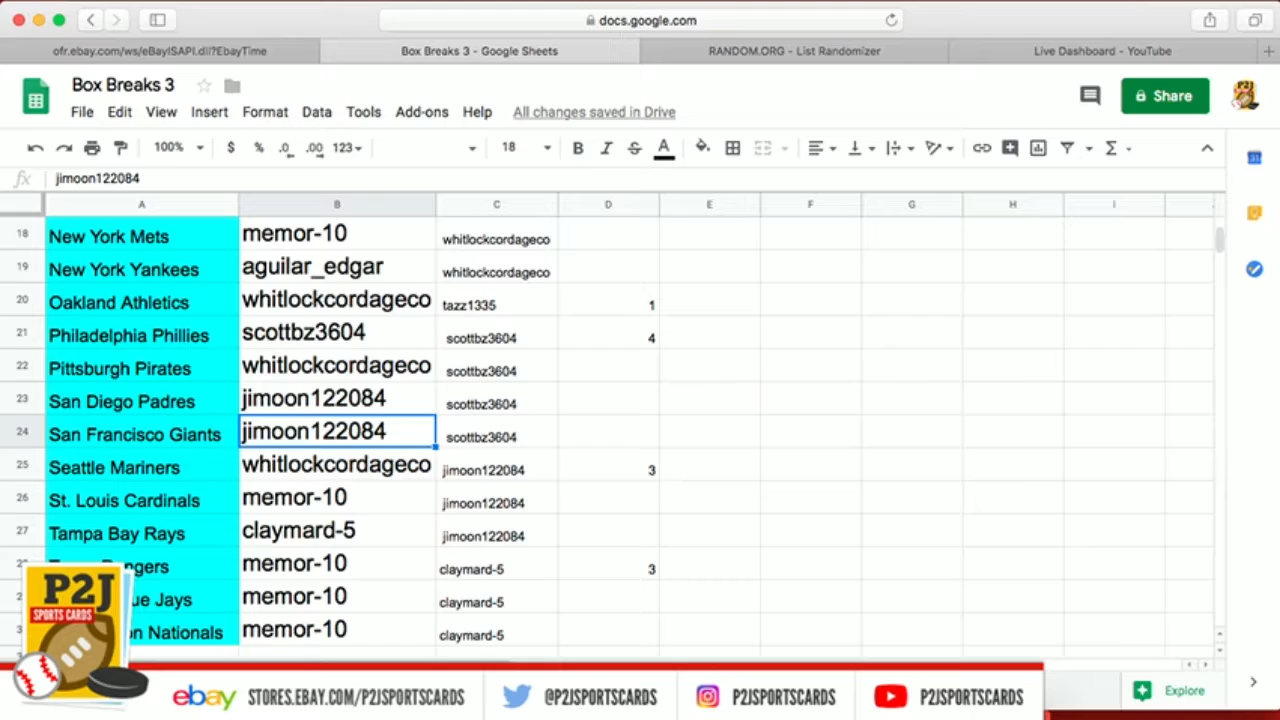 docs.google.com
ofr.ebay.com/ws/eBayISAPI.dll?EbayTime
Box Breaks 3 - Google Sheets
RANDOM.ORG - List Randomizer
Live Dashboard - YouTube
Box Breaks 3
File Edit View Insert Format Data Tools Add-ons Help All changes saved in Drive
Share
100% $ % .0 .00 123 18 B I S A
fx jimoon122084
A B C D E F G H I
18 New York Mets memor-10 whitlockcordageco
19 New York Yankees aguilar_edgar whitlockcordageco
20 Oakland Athletics whitlockcordageco tazz1335 1
21 Philadelphia Phillies scottbz3604 scottbz3604 4
22 Pittsburgh Pirates whitlockcordageco scottbz3604
23 San Diego Padres jimoon122084 scottbz3604
24 San Francisco Giants jimoon122084 scottbz3604
25 Seattle Mariners whitlockcordageco jimoon122084 3
26 St. Louis Cardinals memor-10 jimoon122084
27 Tampa Bay Rays claymard-5 jimoon122084
memor-10 claymard-5 3
Jays memor-10 claymard-5
Nationals memor-10 claymard-5
P2J
SPORTS CARDS
ebay STORES.EBAY.COM/P2JSPORTSCARDS @P2JSPORTSCARDS P2JSPORTSCARDS P2JSPORTSCARDS
Explore